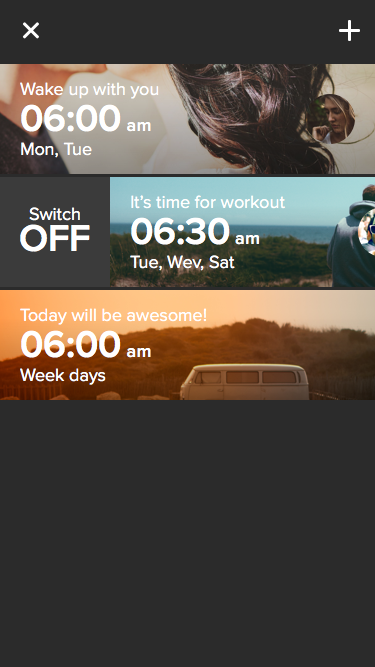 Wake up with you
06:00 am
Mon, Tue
Switch
OFF
It's time for workout
06:30 am
Tue, Wev, Sat
Today will be awesome!
06:00 am
Week days